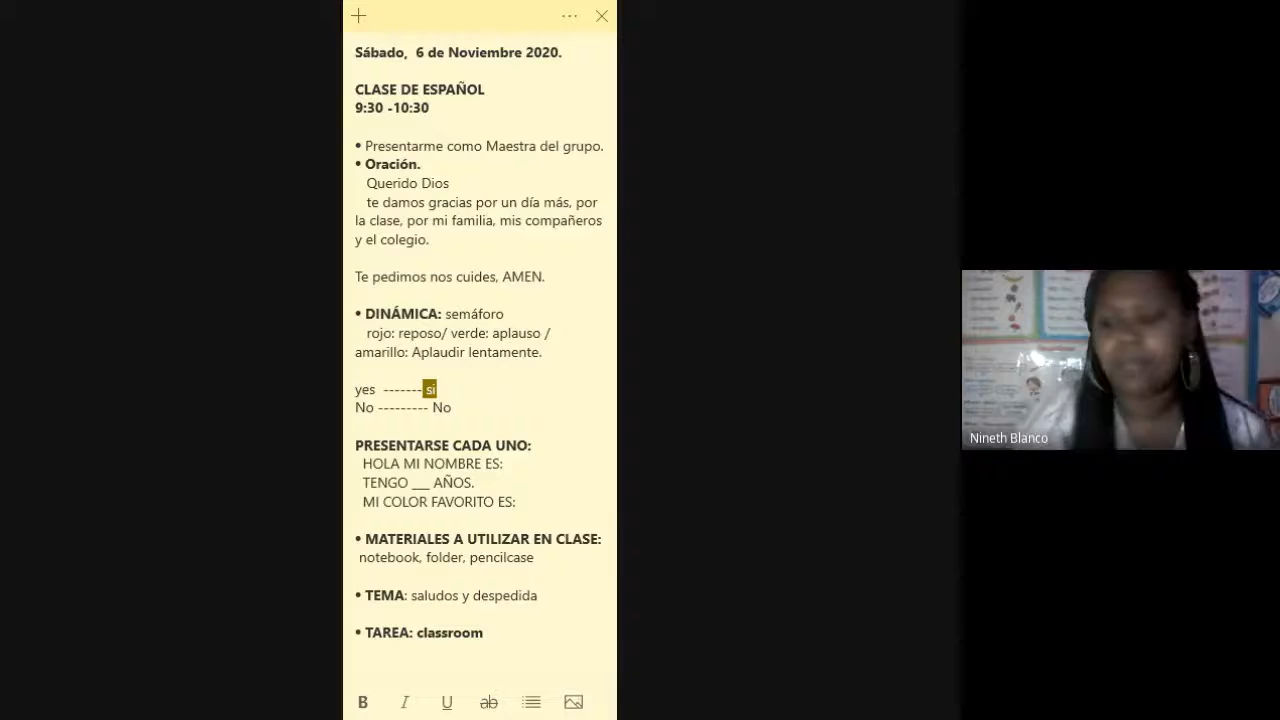 Sábado,  6 de Noviembre 2020.
CLASE DE ESPAÑOL
9:30 -10:30
• Presentarme como Maestra del grupo.
• Oración.
Querido Dios
te damos gracias por un día más, por
la clase, por mi familia, mis compañeros
y el colegio.
Te pedimos nos cuides, AMEN.
• DINÁMICA: semáforo
rojo: reposo/ verde: aplauso /
amarillo: Aplaudir lentamente.
yes  ------- si
No --------- No
PRESENTARSE CADA UNO:
HOLA MI NOMBRE ES:
TENGO ___ AÑOS.
MI COLOR FAVORITO ES:
• MATERIALES A UTILIZAR EN CLASE:
notebook, folder, pencilcase
• TEMA: saludos y despedida
• TAREA: classroom
B I U ab
Nineth Blanco